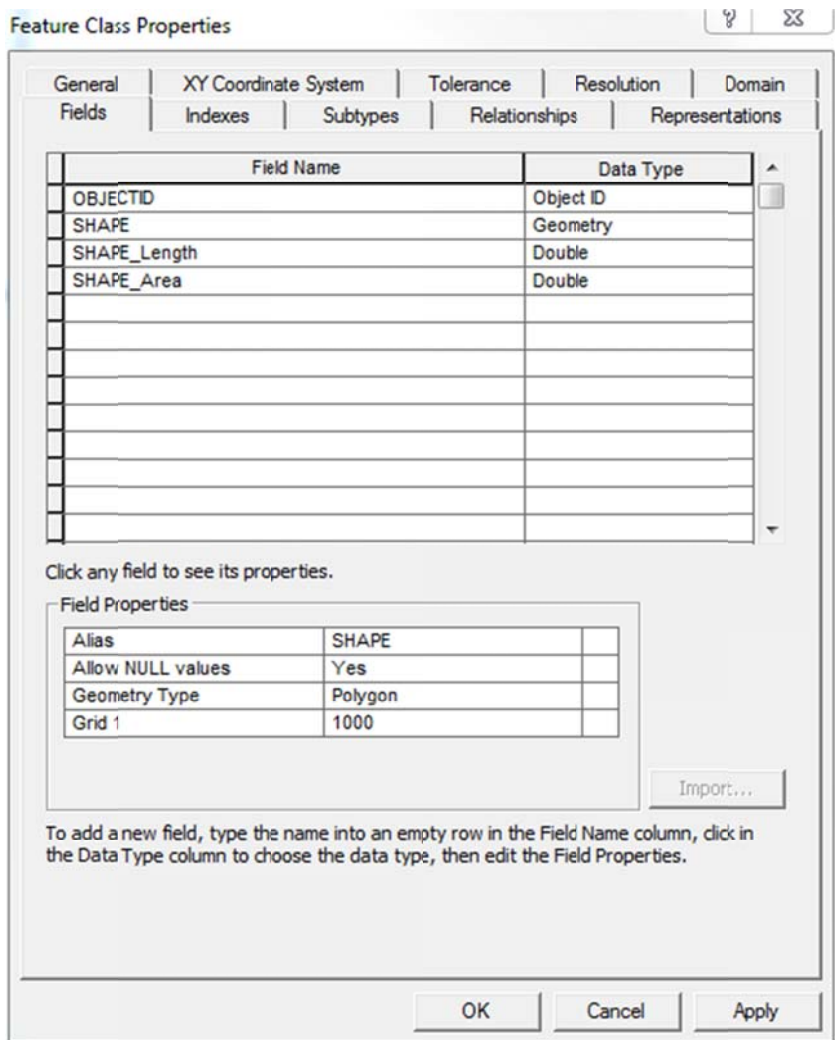 Feature Class Properties
General XY Coordinate System Tolerance Resolution Domain
Fields Indexes Subtypes Relationships Representations
Field Name Data Type
OBJECTID Object ID
SHAPE Geometry
SHAPE_Length Double
SHAPE_Area Double
Click any field to see its properties.
Field Properties
Alias SHAPE
Allow NULL values Yes
Geometry Type Polygon
Grid 1 1000
Import...
To add a new field, type the name into an empty row in the Field Name column, click in
the Data Type column to choose the data type, then edit the Field Properties.
OK Cancel Apply